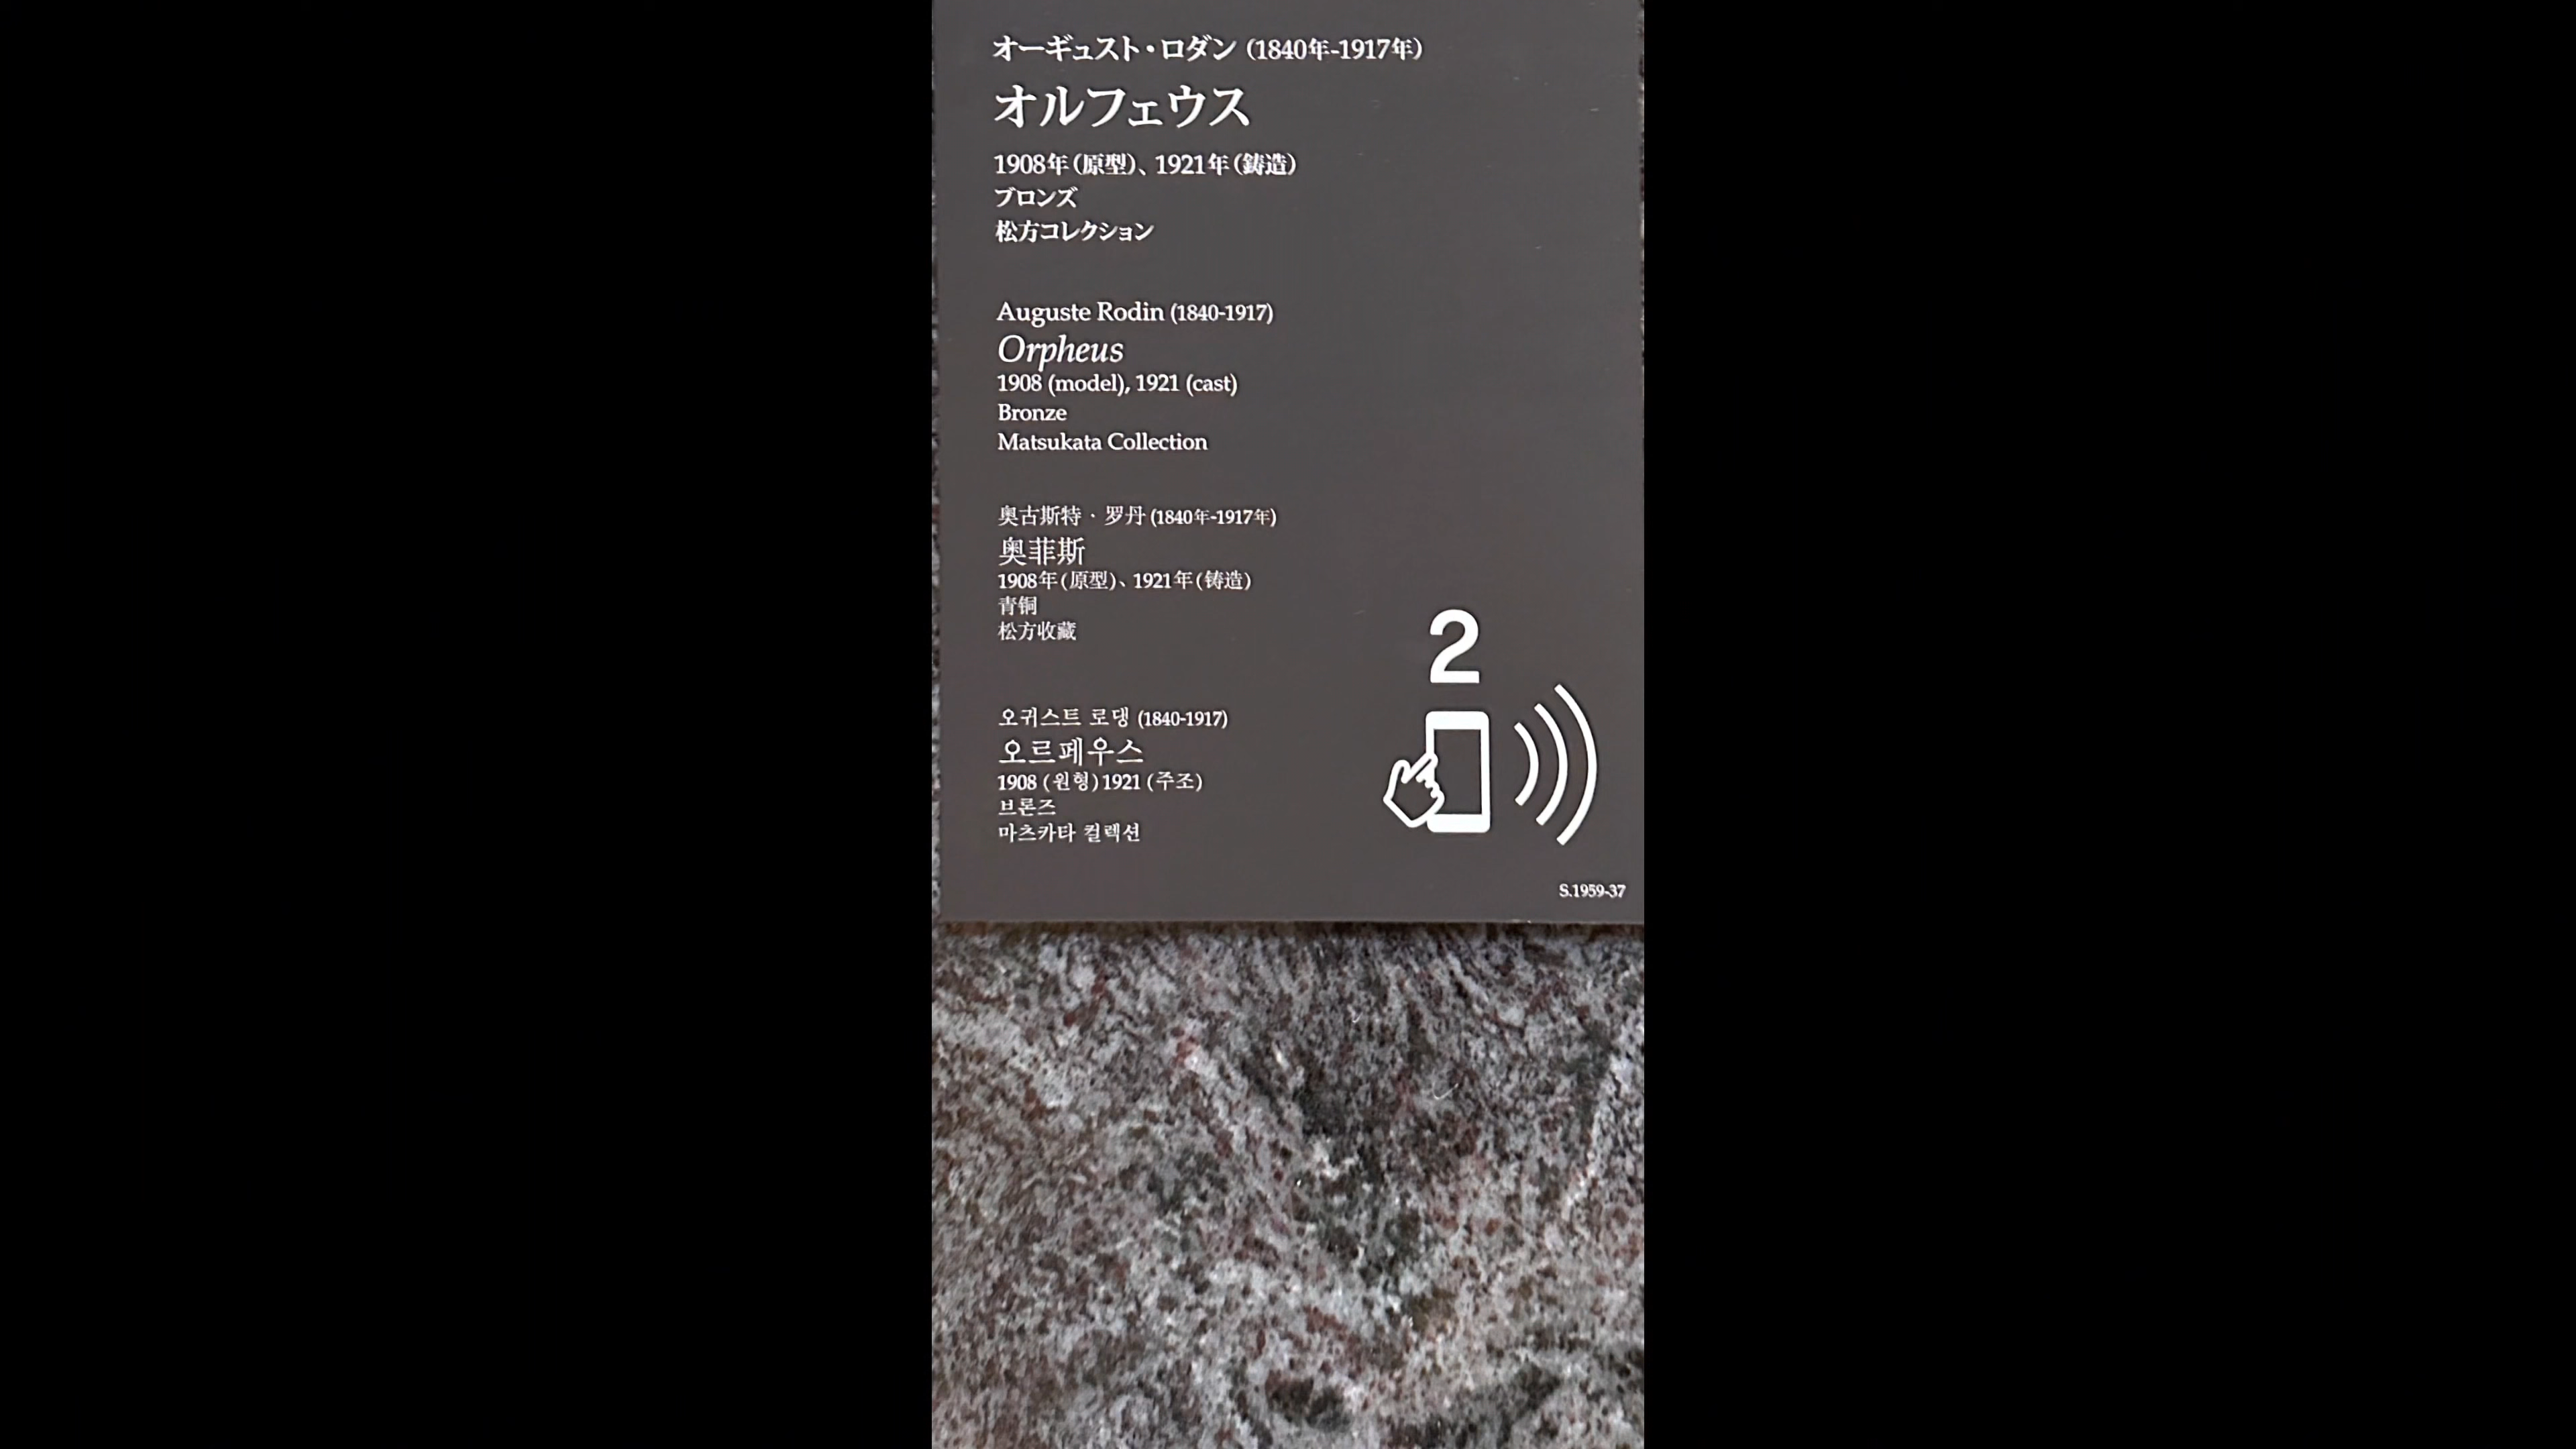 オーギュスト・ロダン（1840年-1917年）
オルフェウス
1908年（原型）、1921年（鋳造）
ブロンズ
松方コレクション
Auguste Rodin (1840-1917)
Orpheus
1908 (model), 1921 (cast)
Bronze
Matsukata Collection
奥古斯特·罗丹 (1840年-1917年)
奥菲斯
1908年(原型)、1921年(铸造)
青铜
松方收藏
오귀스트 로댕 (1840-1917)
오르페우스
1908 (원형) 1921 (주조)
브론즈
마츠카타 컬렉션
2
S.1959-37